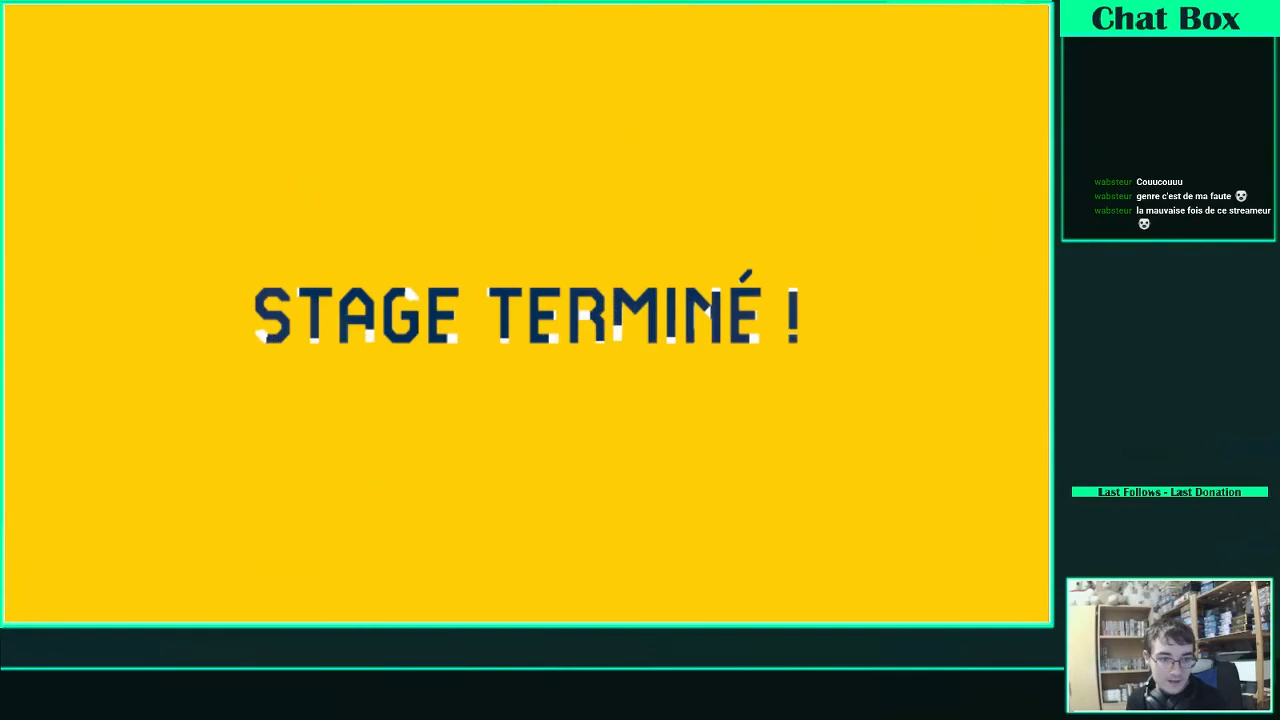 Chat Box
wabsteur Couucouuu
wabsteur genre c'est de ma faute
wabsteur la mauvaise fois de ce streameur
STAGE TERMINÉ !
Last Follows - Last Donation